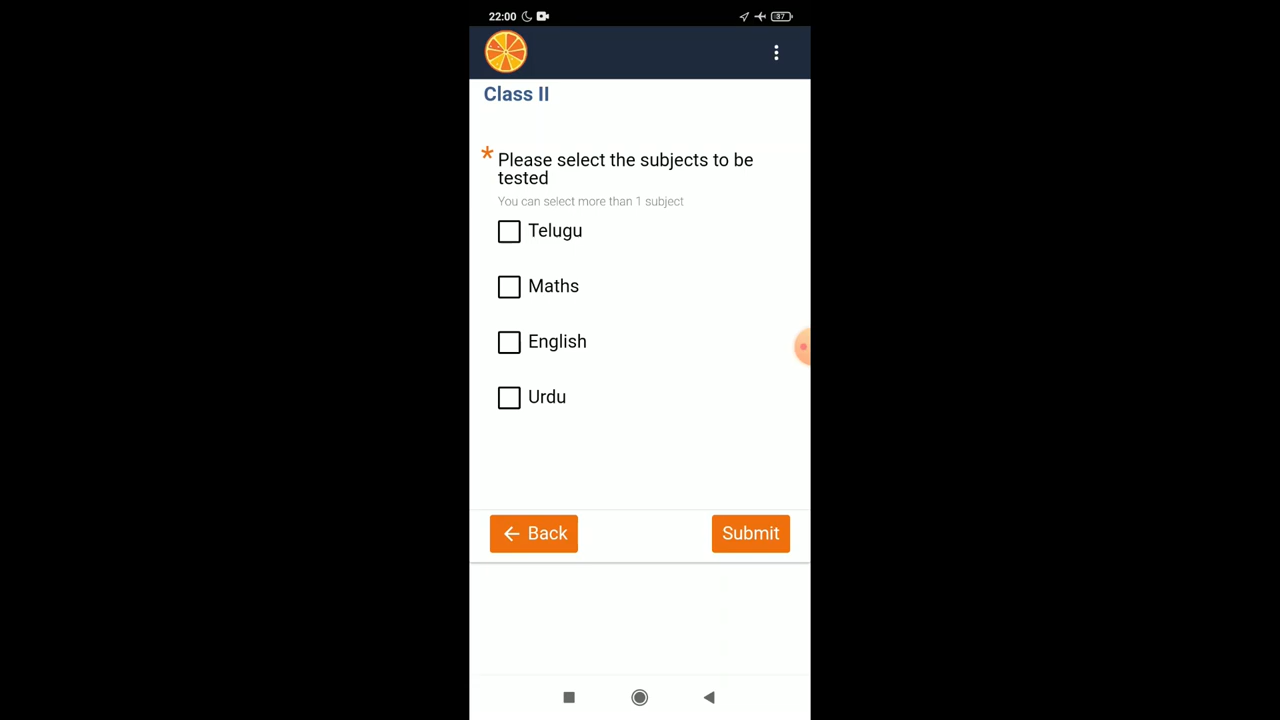 22:00
37
Class II
* Please select the subjects to be
tested
You can select more than 1 subject
Telugu
Maths
English
Urdu
← Back
Submit